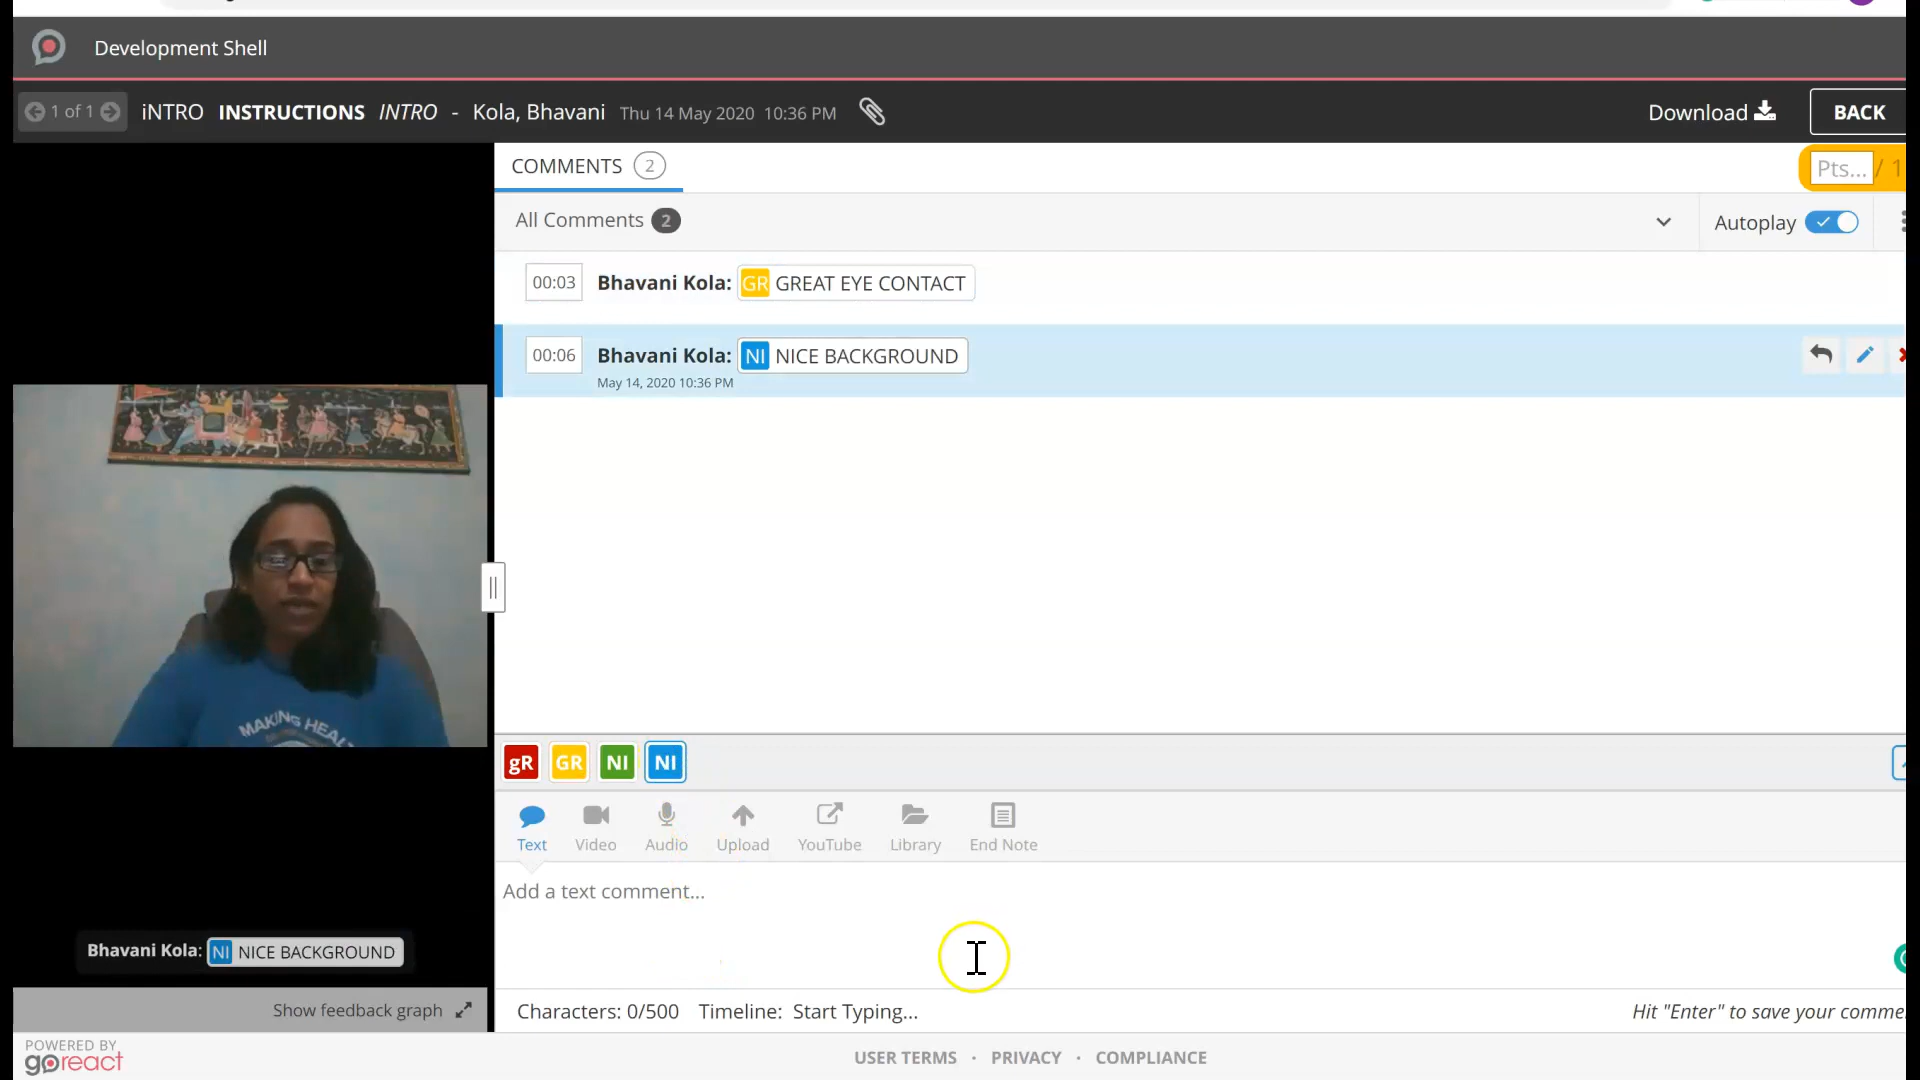 Development Shell
1 of 1 iNTRO INSTRUCTIONS INTRO - Kola, Bhavani Thu 14 May 2020 10:36 PM Download BACK
COMMENTS 2 Pts... / 1
All Comments 2 Autoplay
00:03 Bhavani Kola: GR GREAT EYE CONTACT
00:06 Bhavani Kola: NI NICE BACKGROUND
May 14, 2020 10:36 PM
MAKING HEAL
gR GR NI NI
Text Video Audio Upload YouTube Library End Note
Add a text comment...
Bhavani Kola: NI NICE BACKGROUND
Show feedback graph
Characters: 0/500 Timeline: Start Typing... Hit "Enter" to save your comme
POWERED BY
goreact
USER TERMS · PRIVACY · COMPLIANCE